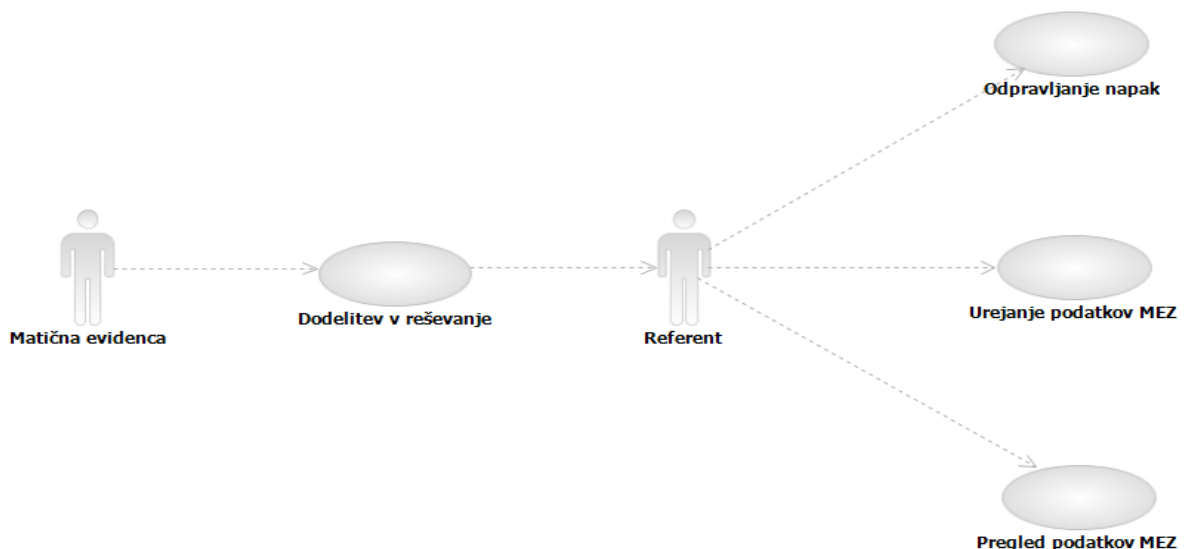 Odpravljanje napak
Matična evidenca
Dodelitev v reševanje
Referent
Urejanje podatkov MEZ
Pregled podatkov MEZ